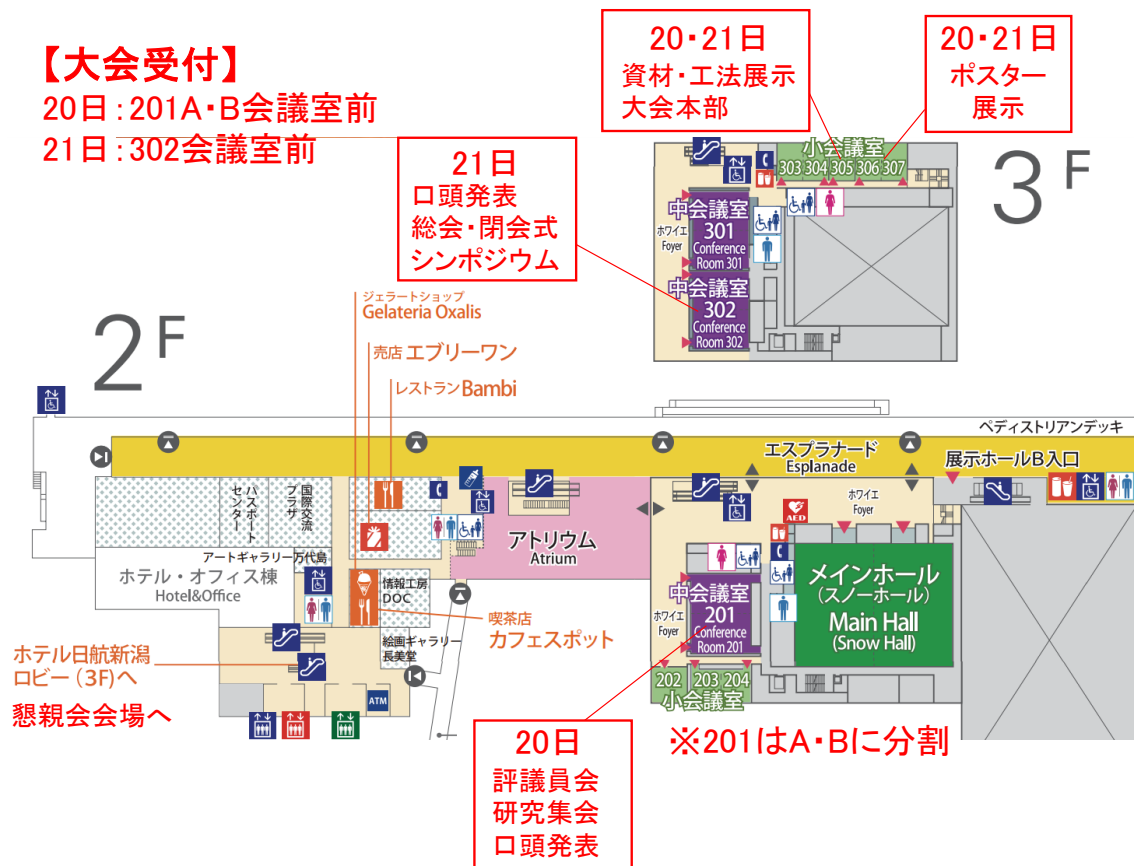 【大会受付】
20日:201A・B会議室前
21日:302会議室前
20・21日
資材・工法展示
大会本部
20・21日
ポスター
展示
21日
口頭発表
総会・閉会式
シンポジウム
3F
小会議室
303 304 305 306 307
中会議室
301
Conference
Room 301
ホワイエ
Foyer
中会議室
302
Conference
Room 302
2F
ジェラートショップ
Gelateria Oxalis
売店 エブリーワン
レストラン Bambi
ペディストリアンデッキ
エスプラナード
Esplanade
展示ホールB入口
パスポート
センター
国際交流
プラザ
アートギャラリー万代島
ホテル・オフィス棟
Hotel&Office
アトリウム
Atrium
ホワイエ
Foyer
AED
メインホール
(スノーホール)
Main Hall
(Snow Hall)
中会議室
201
Conference
Room 201
ホワイエ
Foyer
202 203 204
小会議室
情報工房
DOC
喫茶店
カフェスポット
絵画ギャラリー
長美堂
ATM
ホテル日航新潟
ロビー(3F)へ
懇親会会場へ
20日
評議員会
研究集会
口頭発表
※201はA・Bに分割